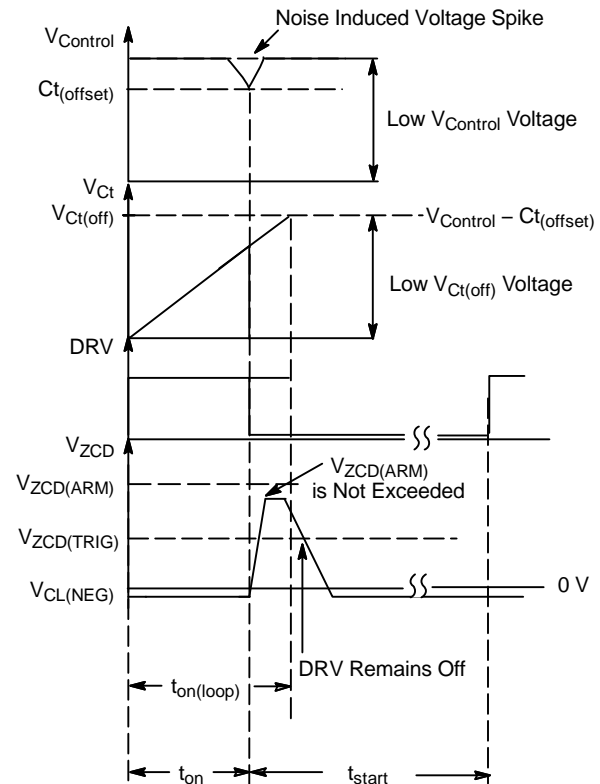 Noise Induced Voltage Spike
VControl
Ct(offset)
Low VControl Voltage
VCt
VCt(off)
VControl – Ct(offset)
Low VCt(off) Voltage
DRV
VZCD
VZCD(ARM)
VZCD(ARM)
is Not Exceeded
VZCD(TRIG)
VCL(NEG)
0 V
DRV Remains Off
ton(loop)
ton
tstart